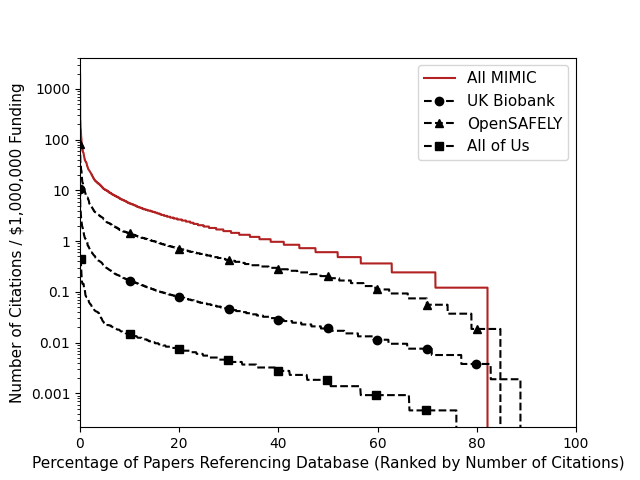 All MIMIC
UK Biobank
OpenSAFELY
All of Us
Number of Citations / $1,000,000 Funding
1000
100
10
1
0.1
0.01
0.001
0 20 40 60 80 100
Percentage of Papers Referencing Database (Ranked by Number of Citations)